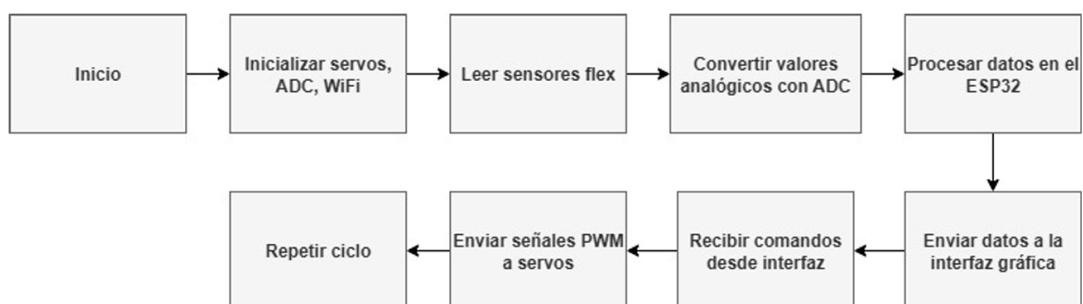 Inicio
Inicializar servos,
ADC, WiFi
Leer sensores flex
Convertir valores
analógicos con ADC
Procesar datos en el
ESP32
Enviar datos a la
interfaz gráfica
Recibir comandos
desde interfaz
Enviar señales PWM
a servos
Repetir ciclo